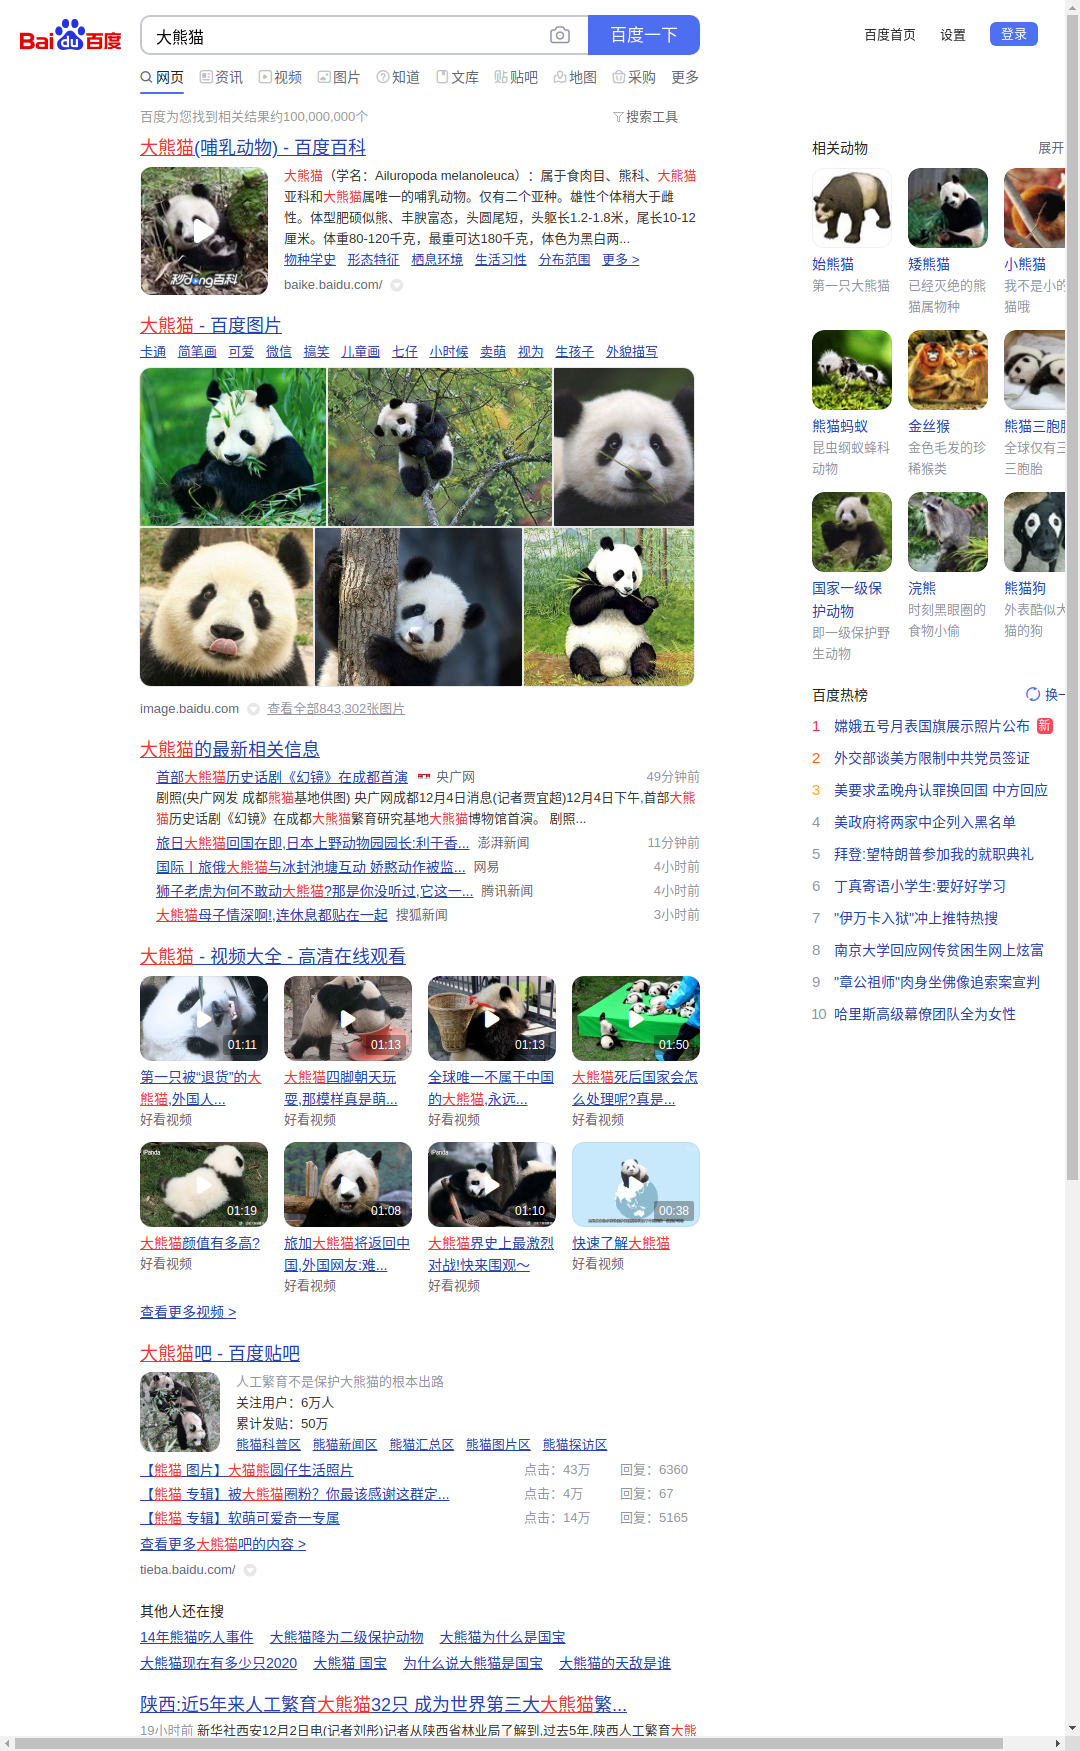 Bai du 百度
大熊猫
百度一下
百度首页 设置 登录
网页 资讯 视频 图片 知道 文库 贴吧 地图 采购 更多
百度为您找到相关结果约100,000,000个
搜索工具
大熊猫(哺乳动物) - 百度百科
大熊猫（学名：Ailuropoda melanoleuca）：属于食肉目、熊科、大熊猫
亚科和大熊猫属唯一的哺乳动物。仅有二个亚种。雄性个体稍大于雌
性。体型肥硕似熊、丰腴富态，头圆尾短，头躯长1.2-1.8米，尾长10-12
厘米。体重80-120千克，最重可达180千克，体色为黑白两...
物种学史 形态特征 栖息环境 生活习性 分布范围 更多 >
秒dong百科
baike.baidu.com/
大熊猫 - 百度图片
卡通 简笔画 可爱 微信 搞笑 儿童画 七仔 小时候 卖萌 视为 生孩子 外貌描写
image.baidu.com 查看全部843,302张图片
大熊猫的最新相关信息
首部大熊猫历史话剧《幻镜》在成都首演 央广网 49分钟前
剧照(央广网发 成都熊猫基地供图) 央广网成都12月4日消息(记者贾宜超)12月4日下午,首部大熊
猫历史话剧《幻镜》在成都大熊猫繁育研究基地大熊猫博物馆首演。 剧照...
旅日大熊猫回国在即,日本上野动物园园长:利于香... 澎湃新闻 11分钟前
国际丨旅俄大熊猫与冰封池塘互动 娇憨动作被监... 网易 4小时前
狮子老虎为何不敢动大熊猫?那是你没听过,它这一... 腾讯新闻 4小时前
大熊猫母子情深啊!,连休息都贴在一起 搜狐新闻 3小时前
大熊猫 - 视频大全 - 高清在线观看
01:11 01:13 01:13 01:50
第一只被“退货”的大
熊猫,外国人...
好看视频
大熊猫四脚朝天玩
耍,那模样真是萌...
好看视频
全球唯一不属于中国
的大熊猫,永远...
好看视频
大熊猫死后国家会怎
么处理呢?真是...
好看视频
iPanda 01:19 01:08 iPanda 01:10 00:38
大熊猫颜值有多高?
好看视频
旅加大熊猫将返回中
国,外国网友:难...
好看视频
大熊猫界史上最激烈
对战!快来围观～
好看视频
快速了解大熊猫
好看视频
查看更多视频 >
大熊猫吧 - 百度贴吧
人工繁育不是保护大熊猫的根本出路
关注用户：6万人
累计发贴：50万
熊猫科普区 熊猫新闻区 熊猫汇总区 熊猫图片区 熊猫探访区
【熊猫 图片】大猫熊圆仔生活照片 点击：43万 回复：6360
【熊猫 专辑】被大熊猫圈粉？你最该感谢这群定... 点击：4万 回复：67
【熊猫 专辑】软萌可爱奇一专属 点击：14万 回复：5165
查看更多大熊猫吧的内容 >
tieba.baidu.com/
其他人还在搜
14年熊猫吃人事件 大熊猫降为二级保护动物 大熊猫为什么是国宝
大熊猫现在有多少只2020 大熊猫 国宝 为什么说大熊猫是国宝 大熊猫的天敌是谁
陕西:近5年来人工繁育大熊猫32只 成为世界第三大大熊猫繁...
19小时前 新华社西安12月2日电(记者刘彤)记者从陕西省林业局了解到,过去5年,陕西人工繁育大熊
相关动物 展开
始熊猫
第一只大熊猫
矮熊猫
已经灭绝的熊
猫属物种
小熊猫
我不是小的
猫哦
熊猫蚂蚁
昆虫纲蚁蜂科
动物
金丝猴
金色毛发的珍
稀猴类
熊猫三胞胎
全球仅有三
三胞胎
国家一级保
护动物
即一级保护野
生动物
浣熊
时刻黑眼圈的
食物小偷
熊猫狗
外表酷似大
猫的狗
百度热榜 换一
1 嫦娥五号月表国旗展示照片公布 新
2 外交部谈美方限制中共党员签证
3 美要求孟晚舟认罪换回国 中方回应
4 美政府将两家中企列入黑名单
5 拜登:望特朗普参加我的就职典礼
6 丁真寄语小学生:要好好学习
7 "伊万卡入狱"冲上推特热搜
8 南京大学回应网传贫困生网上炫富
9 "章公祖师"肉身坐佛像追索案宣判
10 哈里斯高级幕僚团队全为女性